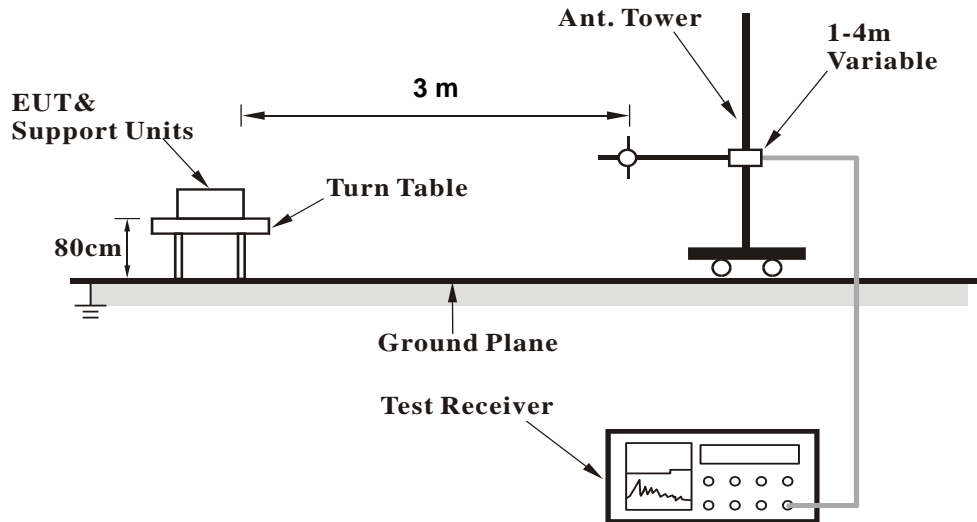 Ant. Tower
1-4m
Variable
3 m
EUT&
Support Units
Turn Table
80cm
Ground Plane
Test Receiver